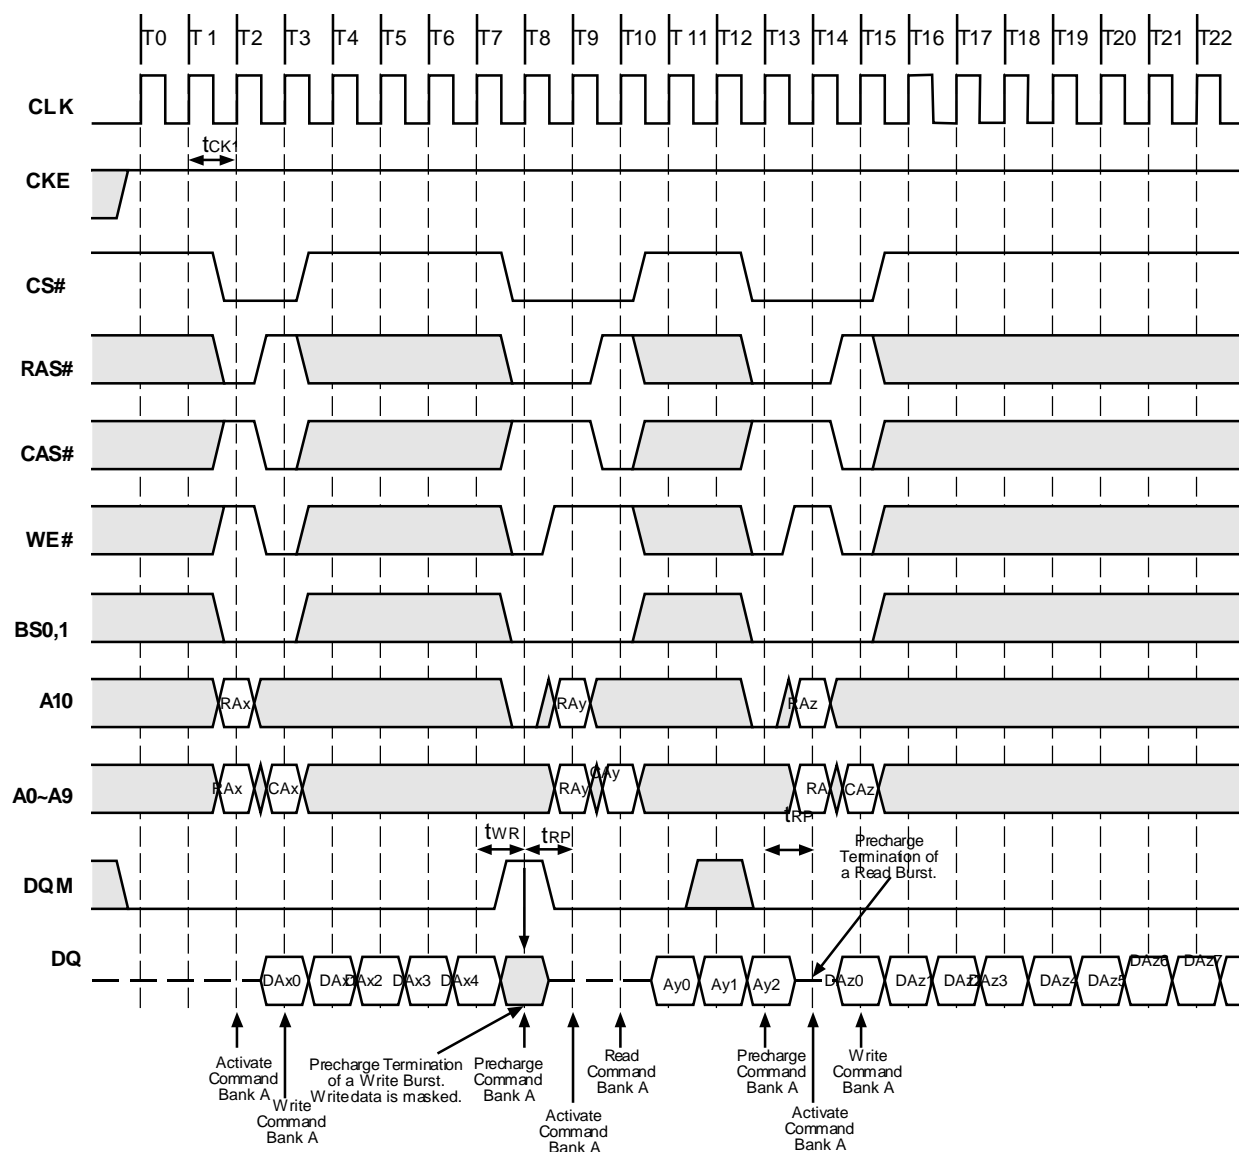 T0 T1 T2 T3 T4 T5 T6 T7 T8 T9 T10 T11 T12 T13 T14 T15 T16 T17 T18 T19 T20 T21 T22
CLK
tCK1
CKE
CS#
RAS#
CAS#
WE#
BS0,1
A10
RAx RAy RAz
A0~A9
RAx CAx RAy CAy RA CAz
tWR tRP tRP
Precharge
Termination of
a Read Burst.
DQM
DQ
DAx0 DAx DAx2 DAx3 DAx4 Ay0 Ay1 Ay2 DAz0 DAz1 DAz2 DAz3 DAz4 DAz5 DAz6 DAz7
Activate
Command
Bank A
Write
Command
Bank A
Precharge Termination
of a Write Burst.
Write data is masked.
Precharge
Command
Bank A
Activate
Command
Bank A
Read
Command
Bank A
Precharge
Command
Bank A
Activate
Command
Bank A
Write
Command
Bank A